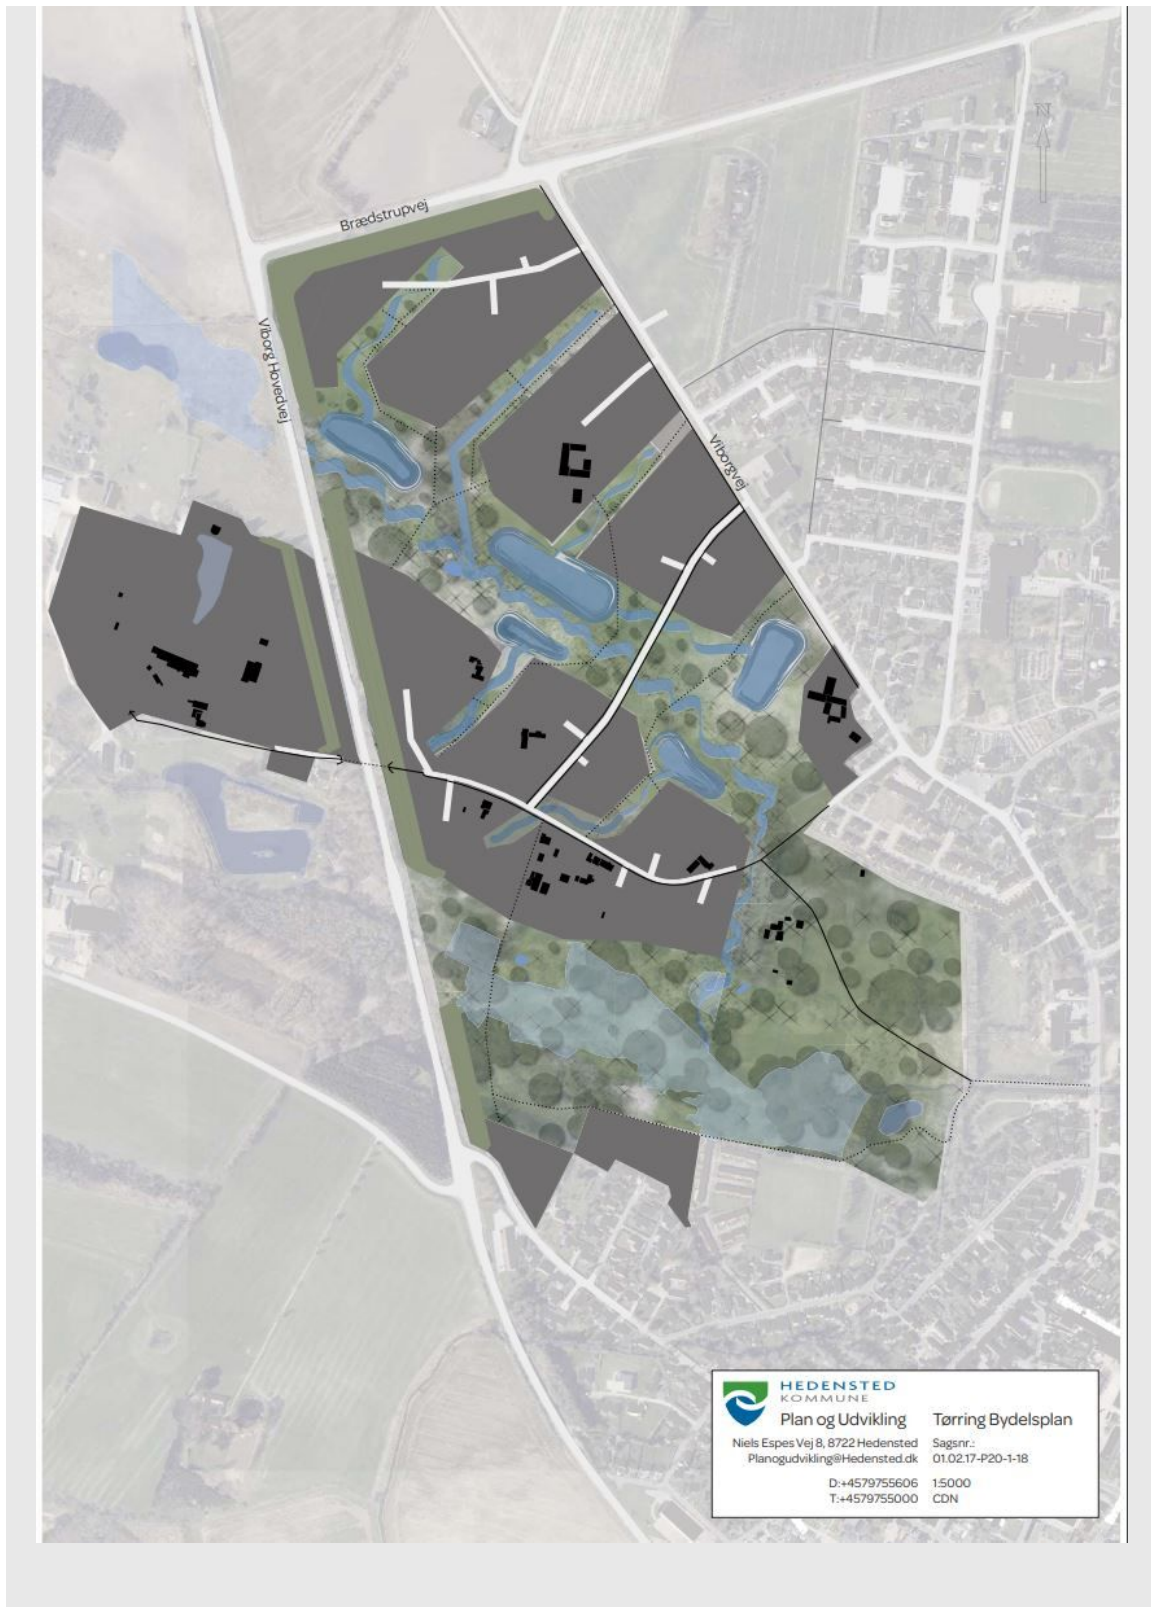 N
Brædstrupvej
Viborg Hovedvej
Viborgvej
HEDENSTED
KOMMUNE
Plan og Udvikling
Tørring Bydelsplan
Niels Espes Vej 8, 8722 Hedensted
Sagsnr.:
Planogudvikling@Hedensted.dk
01.02.17-P20-1-18
D:+4579755606
1:5000
T:+4579755000
CDN